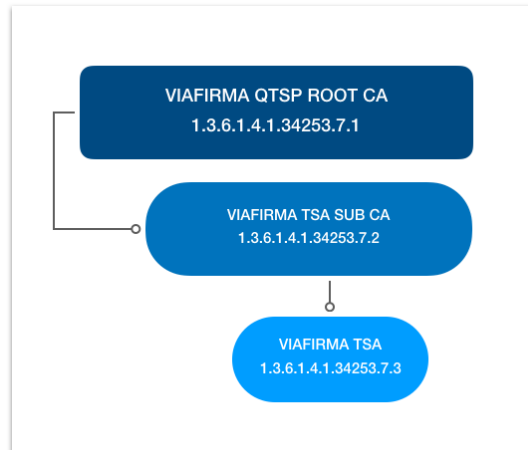 VIAFIRMA QTSP ROOT CA
1.3.6.1.4.1.34253.7.1
VIAFIRMA TSA SUB CA
1.3.6.1.4.1.34253.7.2
VIAFIRMA TSA
1.3.6.1.4.1.34253.7.3